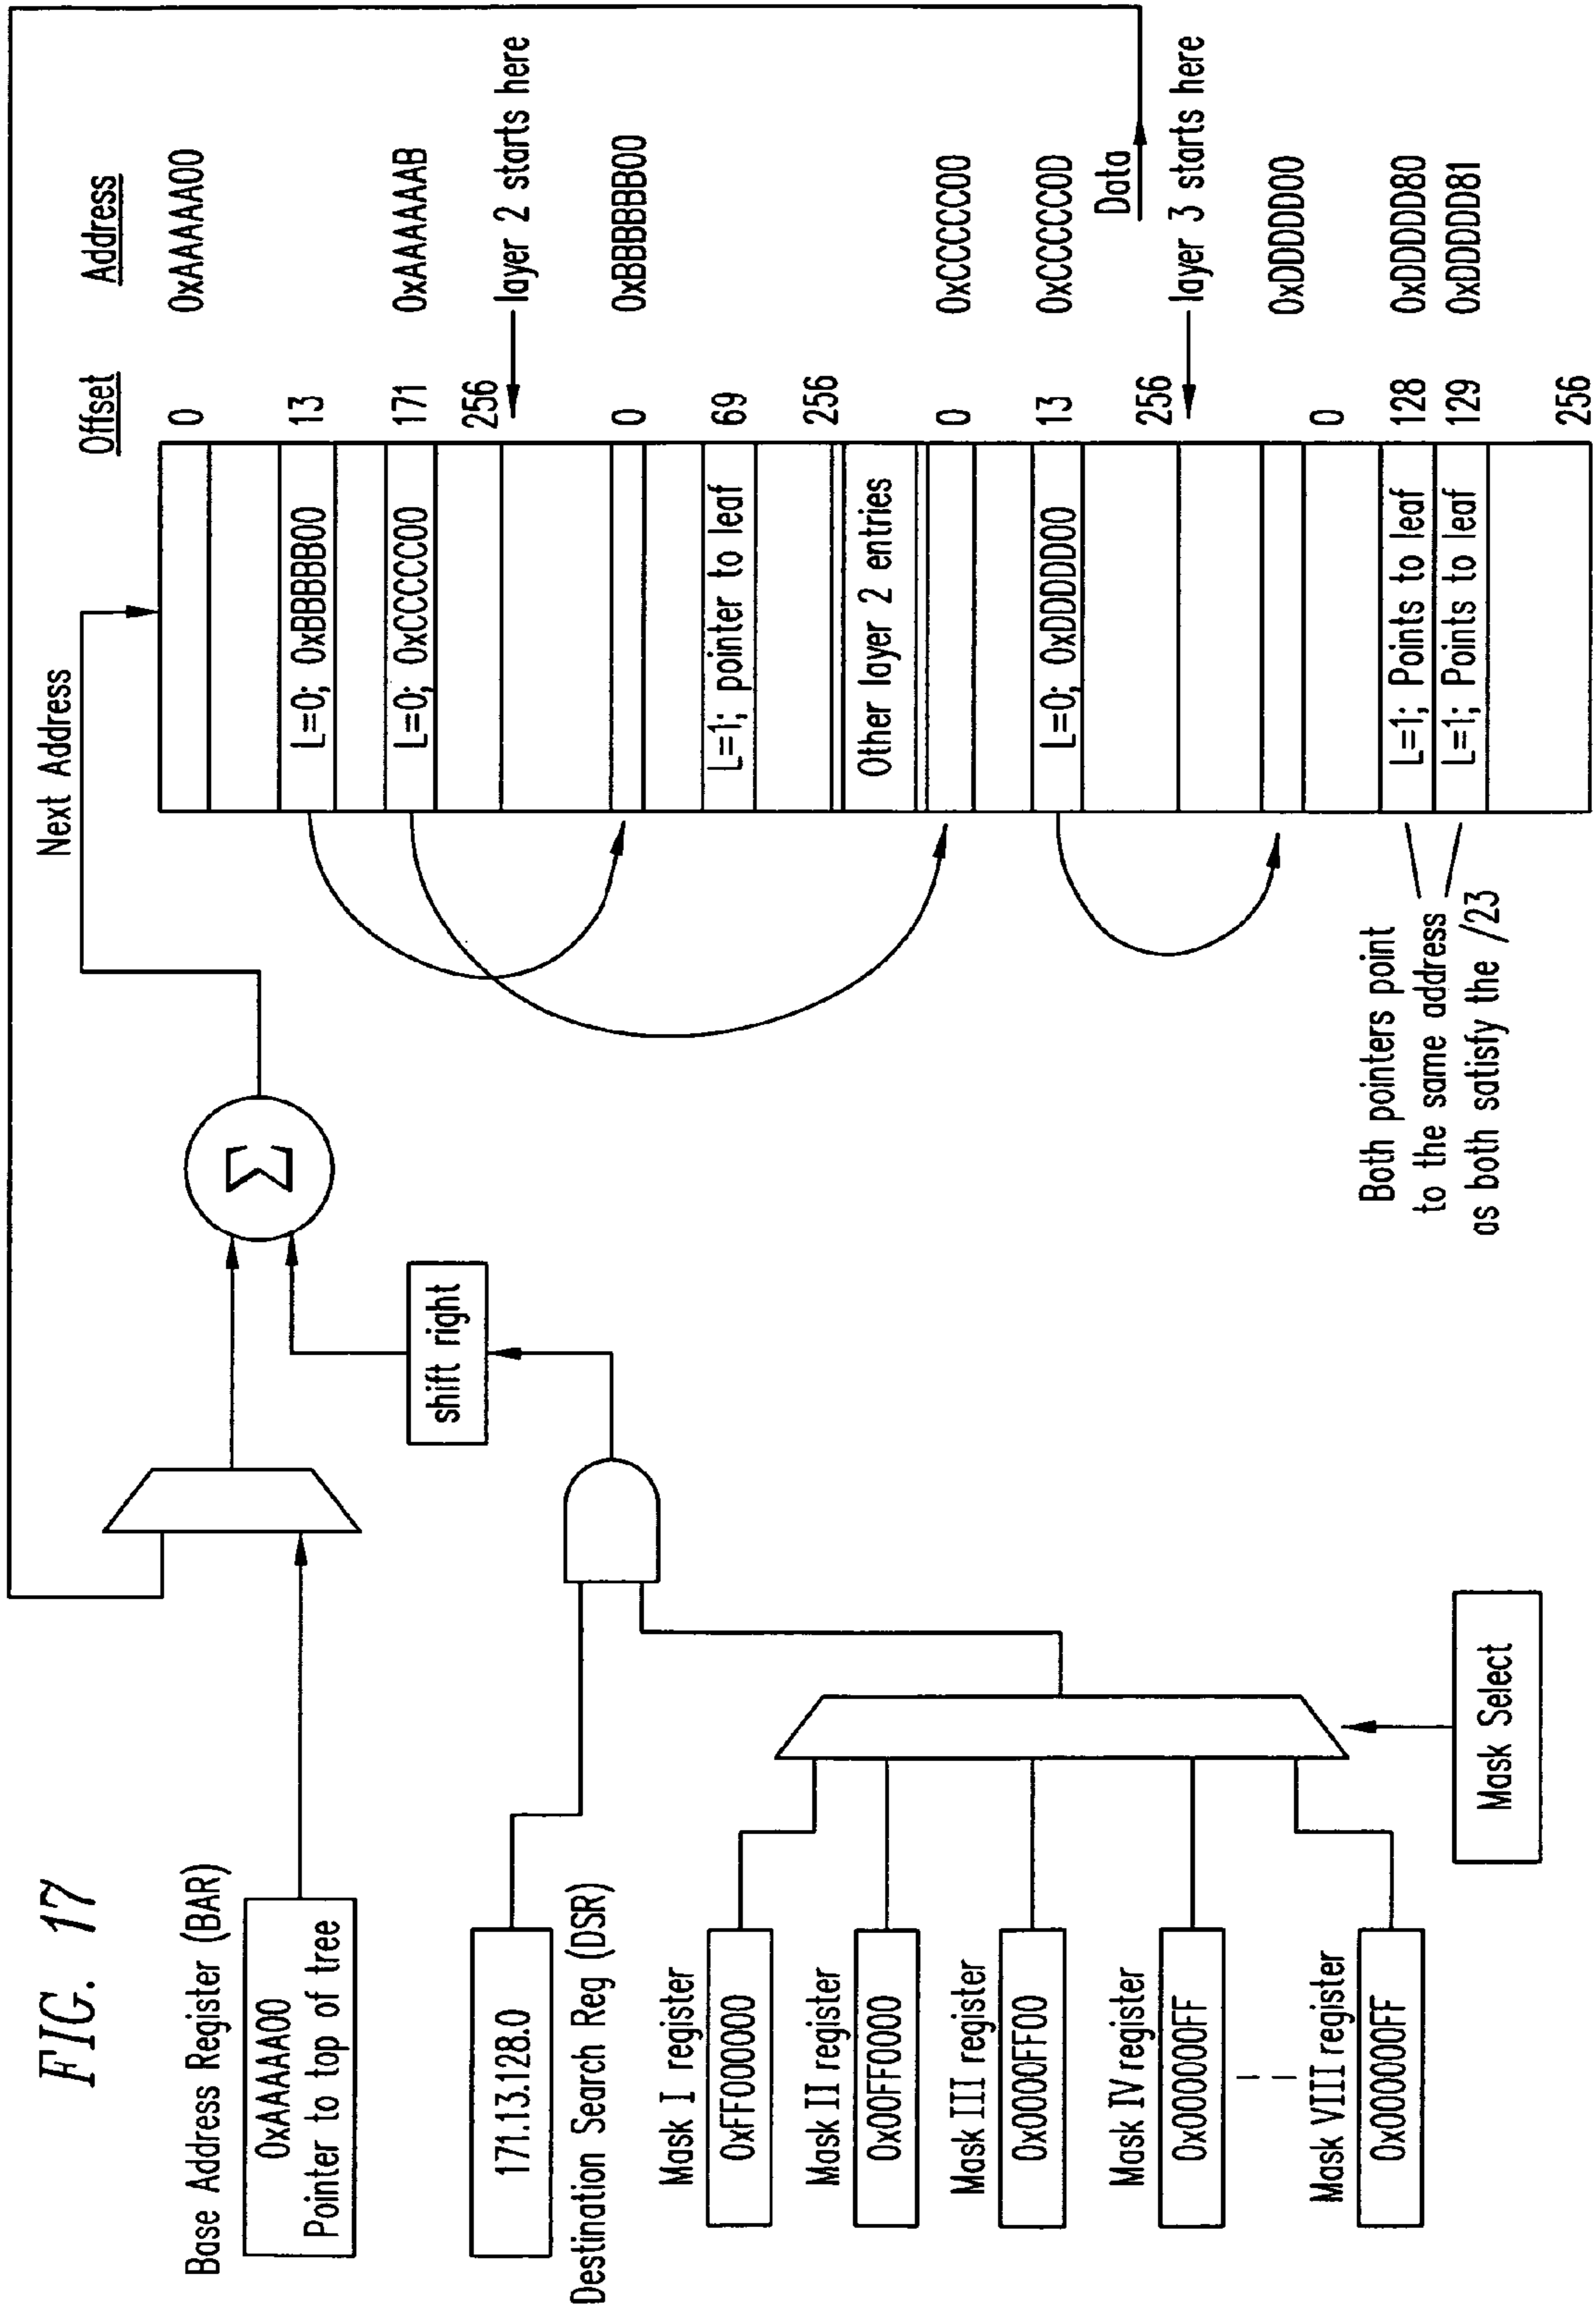 FIG. 17
Base Address Register (BAR)
0xAAAAAA00
Pointer to top of tree
171.13.128.0
Destination Search Reg (DSR)
Mask I register
0xFF000000
Mask II register
0x00FF0000
Mask III register
0x0000FF00
Mask IV register
0x000000FF
Mask VIII register
0x000000FF
Mask Select
shift right
Σ
Next Address
Offset
Address
0
0xAAAAAA00
L=0; 0xBBBBBB00
13
L=0; 0xCCCCCC00
171
0xAAAAAAAB
256
layer 2 starts here
0
0xBBBBBB00
L=1; pointer to leaf
69
256
Other layer 2 entries
0
0xCCCCCC00
L=0; 0xDDDDDD00
13
0xCCCCCC0D
Data
256
layer 3 starts here
0
0xDDDDDD00
L=1; Points to leaf
128
0xDDDDDD80
L=1; Points to leaf
129
0xDDDDDD81
256
Both pointers point
to the same address
as both satisfy the /23